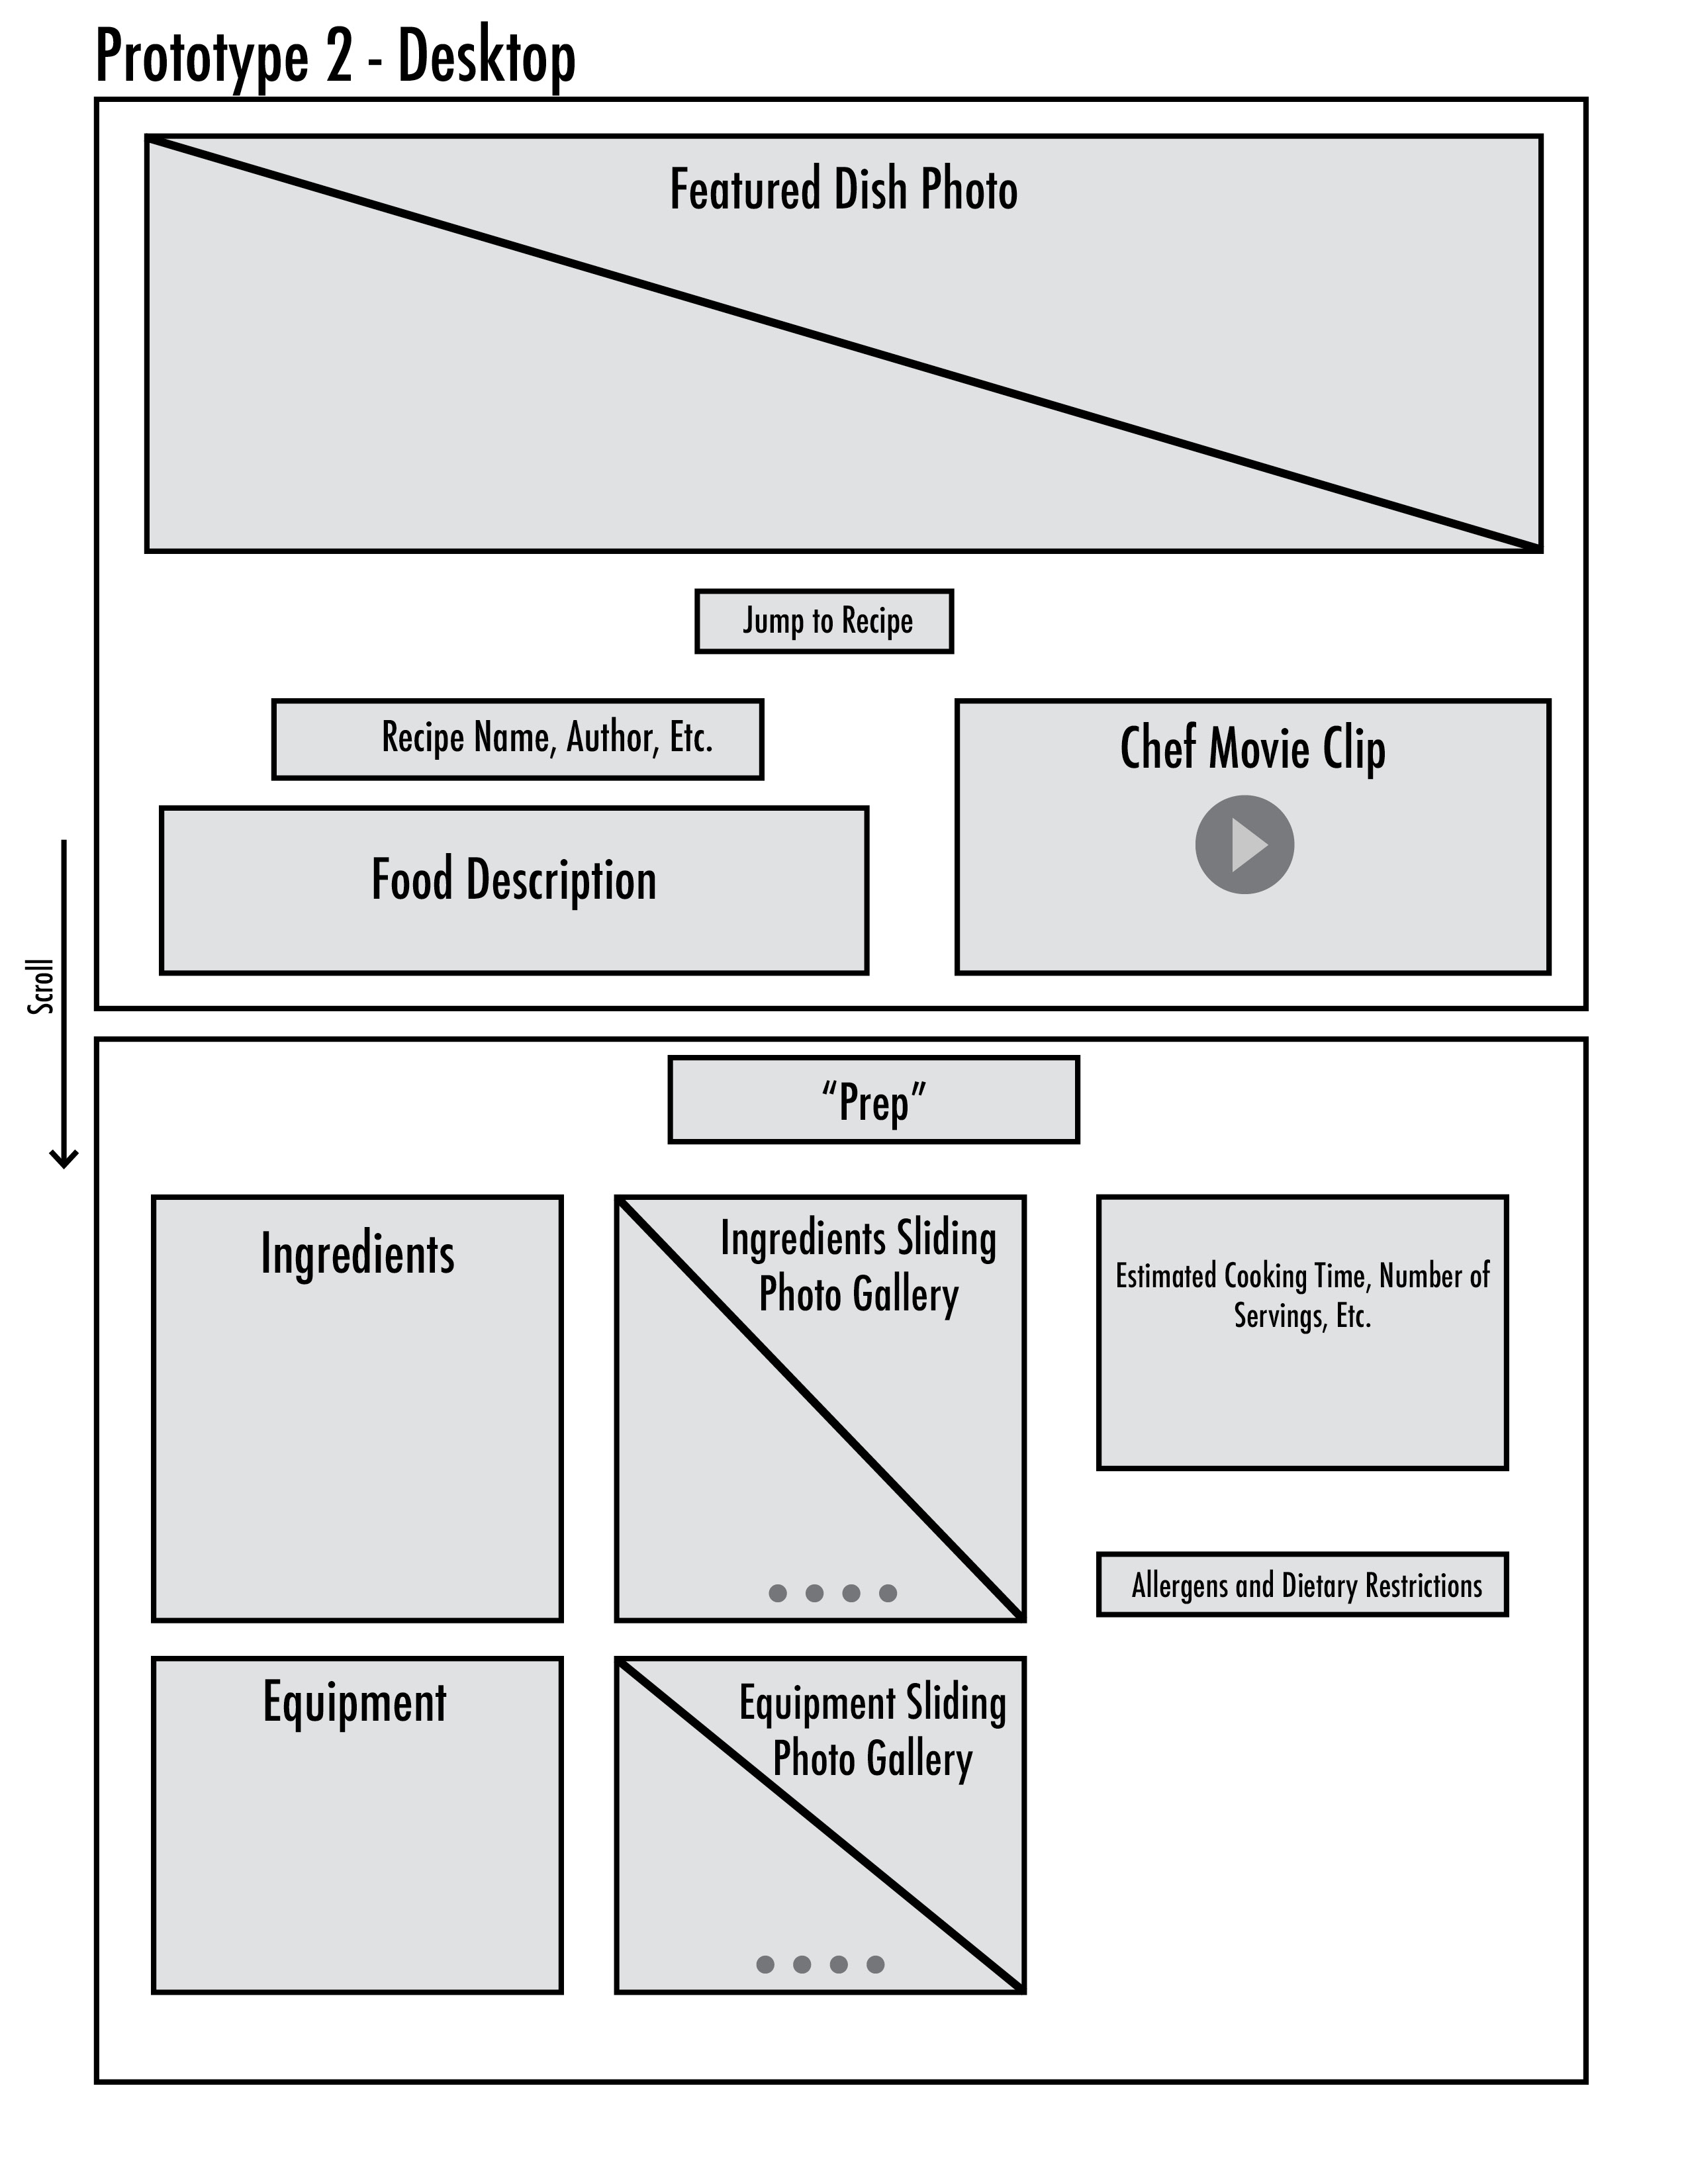 Prototype 2 - Desktop
Featured Dish Photo
Jump to Recipe
Recipe Name, Author, Etc.
Chef Movie Clip
Food Description
Scroll
“Prep”
Ingredients
Ingredients Sliding
Photo Gallery
Estimated Cooking Time, Number of
Servings, Etc.
Allergens and Dietary Restrictions
Equipment
Equipment Sliding
Photo Gallery